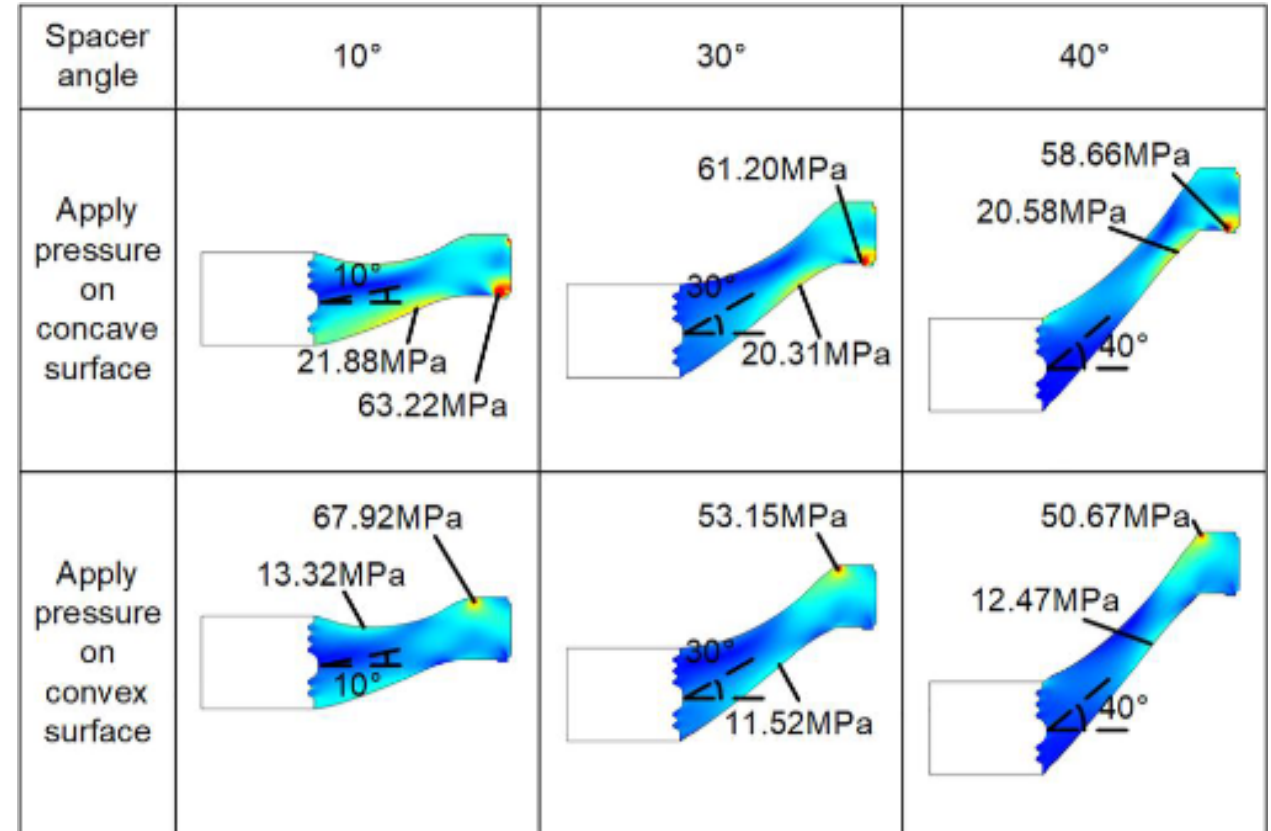 Spacer
angle
10°
30°
40°
Apply
pressure
on
concave
surface
10°
21.88MPa
63.22MPa
61.20MPa
30°
20.31MPa
58.66MPa
20.58MPa
40°
Apply
pressure
on
convex
surface
67.92MPa
13.32MPa
10°
53.15MPa
30°
11.52MPa
50.67MPa
12.47MPa
40°